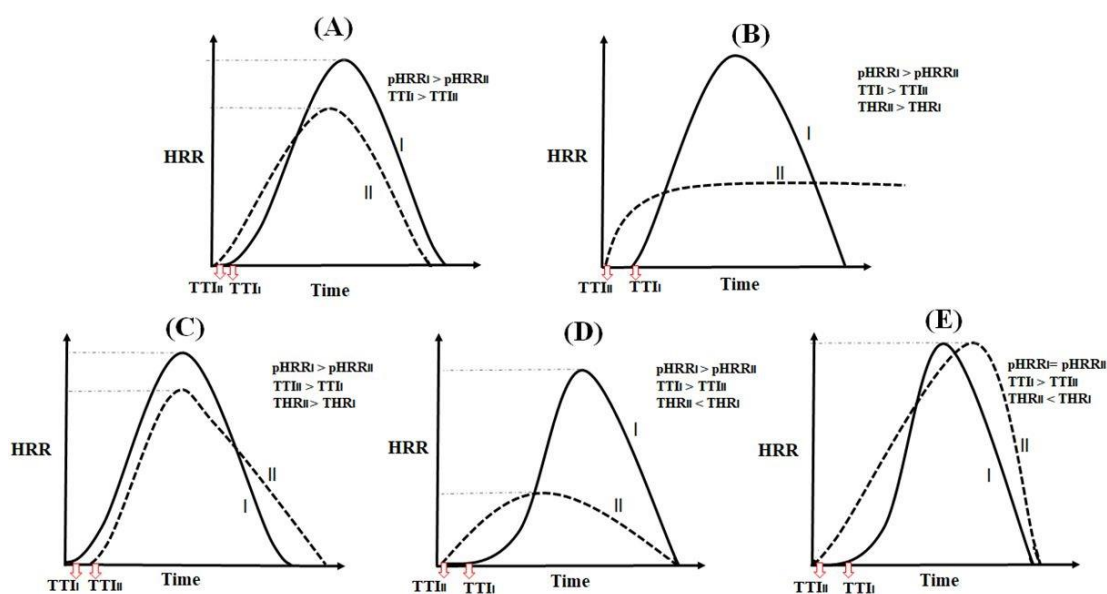 (A)
HRR
pHRRⅠ > pHRRⅡ
TTIⅠ > TTIⅡ
Ⅰ
Ⅱ
TTIⅡ TTIⅠ Time
(B)
HRR
pHRRⅠ > pHRRⅡ
TTIⅠ > TTIⅡ
THRⅡ > THRⅠ
Ⅰ
Ⅱ
TTIⅡ TTIⅠ Time
(C)
HRR
pHRRⅠ > pHRRⅡ
TTIⅡ > TTIⅠ
THRⅡ > THRⅠ
Ⅱ
Ⅰ
TTIⅠ TTIⅡ Time
(D)
HRR
pHRRⅠ > pHRRⅡ
TTIⅠ > TTIⅡ
THRⅡ < THRⅠ
Ⅰ
Ⅱ
TTIⅡ TTIⅠ Time
(E)
HRR
pHRRⅠ= pHRRⅡ
TTIⅠ > TTIⅡ
THRⅡ < THRⅠ
Ⅱ
Ⅰ
TTIⅡ TTIⅠ Time